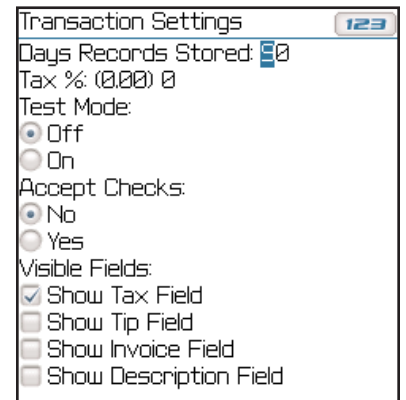 Transaction Settings 123
Days Records Stored: 90
Tax %: (0.00) 0
Test Mode:
Off
On
Accept Checks:
No
Yes
Visible Fields:
Show Tax Field
Show Tip Field
Show Invoice Field
Show Description Field